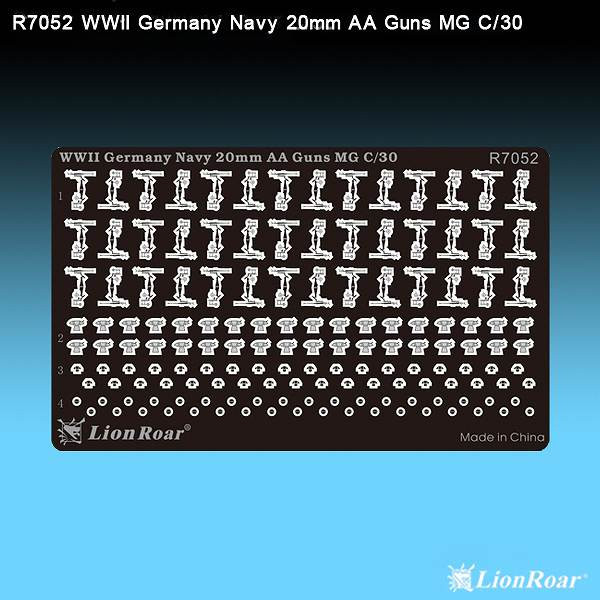 R7052 WWII Germany Navy 20mm AA Guns MG C/30
WWII Germany Navy 20mm AA Guns MG C/30 R7052
1
2
3
4
LionRoar® Made in China
LionRoar®